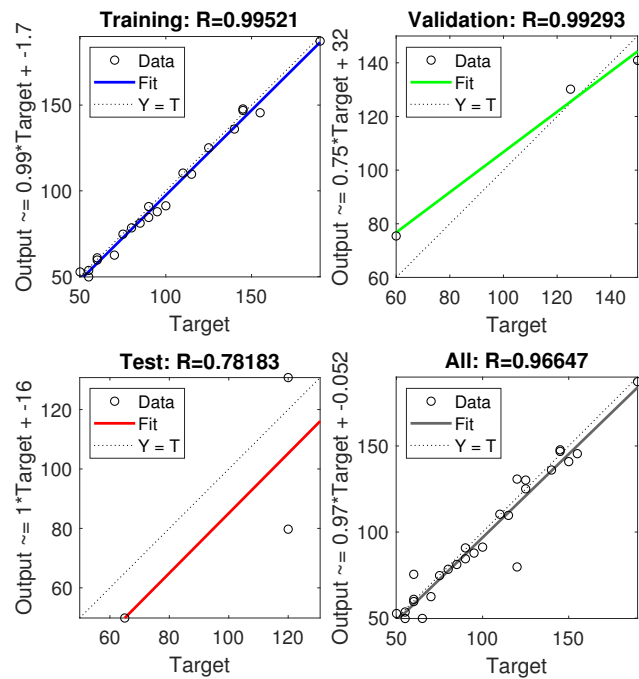 Training: R=0.99521
Output ~= 0.99*Target + -1.7
Data
Fit
Y = T
150
100
50
50
100
150
Target
Validation: R=0.99293
Output ~= 0.75*Target + 32
Data
Fit
Y = T
140
120
100
80
60
60
80
100
120
140
Target
Test: R=0.78183
Output ~= 1*Target + -16
Data
Fit
Y = T
120
100
80
60
60
80
100
120
Target
All: R=0.96647
Output ~= 0.97*Target + -0.052
Data
Fit
Y = T
150
100
50
50
100
150
Target